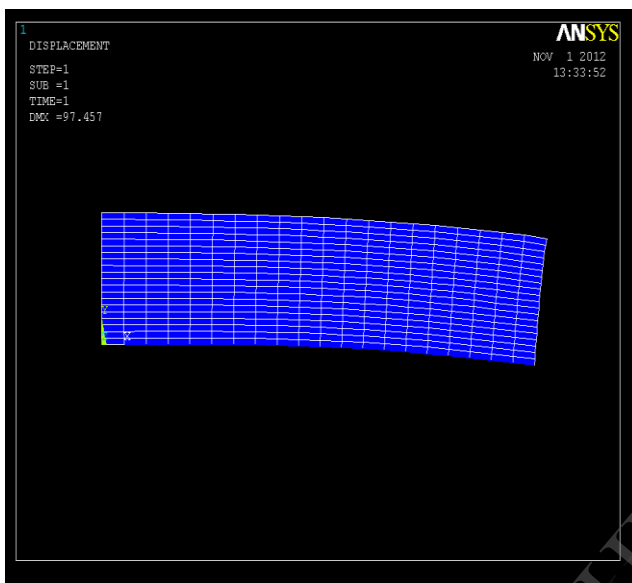 1
DISPLACEMENT
STEP=1
SUB =1
TIME=1
DMX =97.457
ANSYS
NOV 1 2012
13:33:52
Y
X